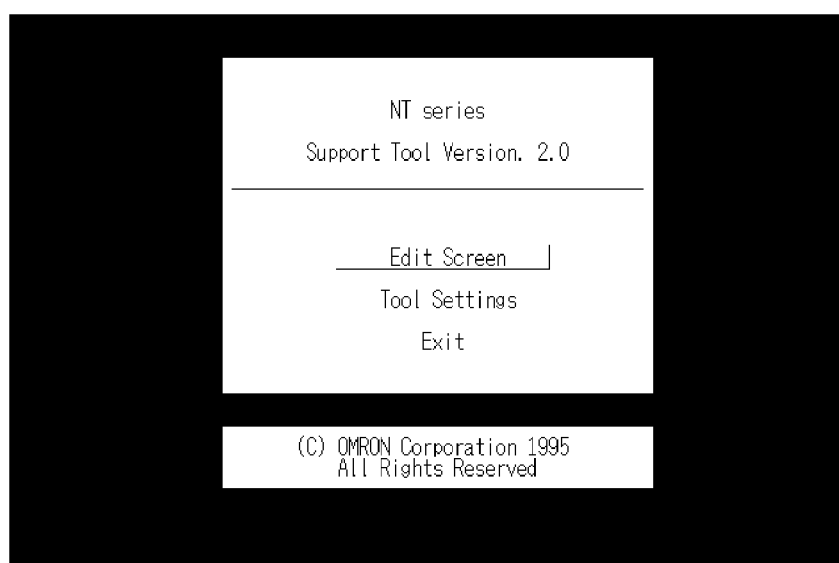 NT series
Support Tool Version. 2.0
Edit Screen
Tool Settings
Exit
(C) OMRON Corporation 1995
All Rights Reserved